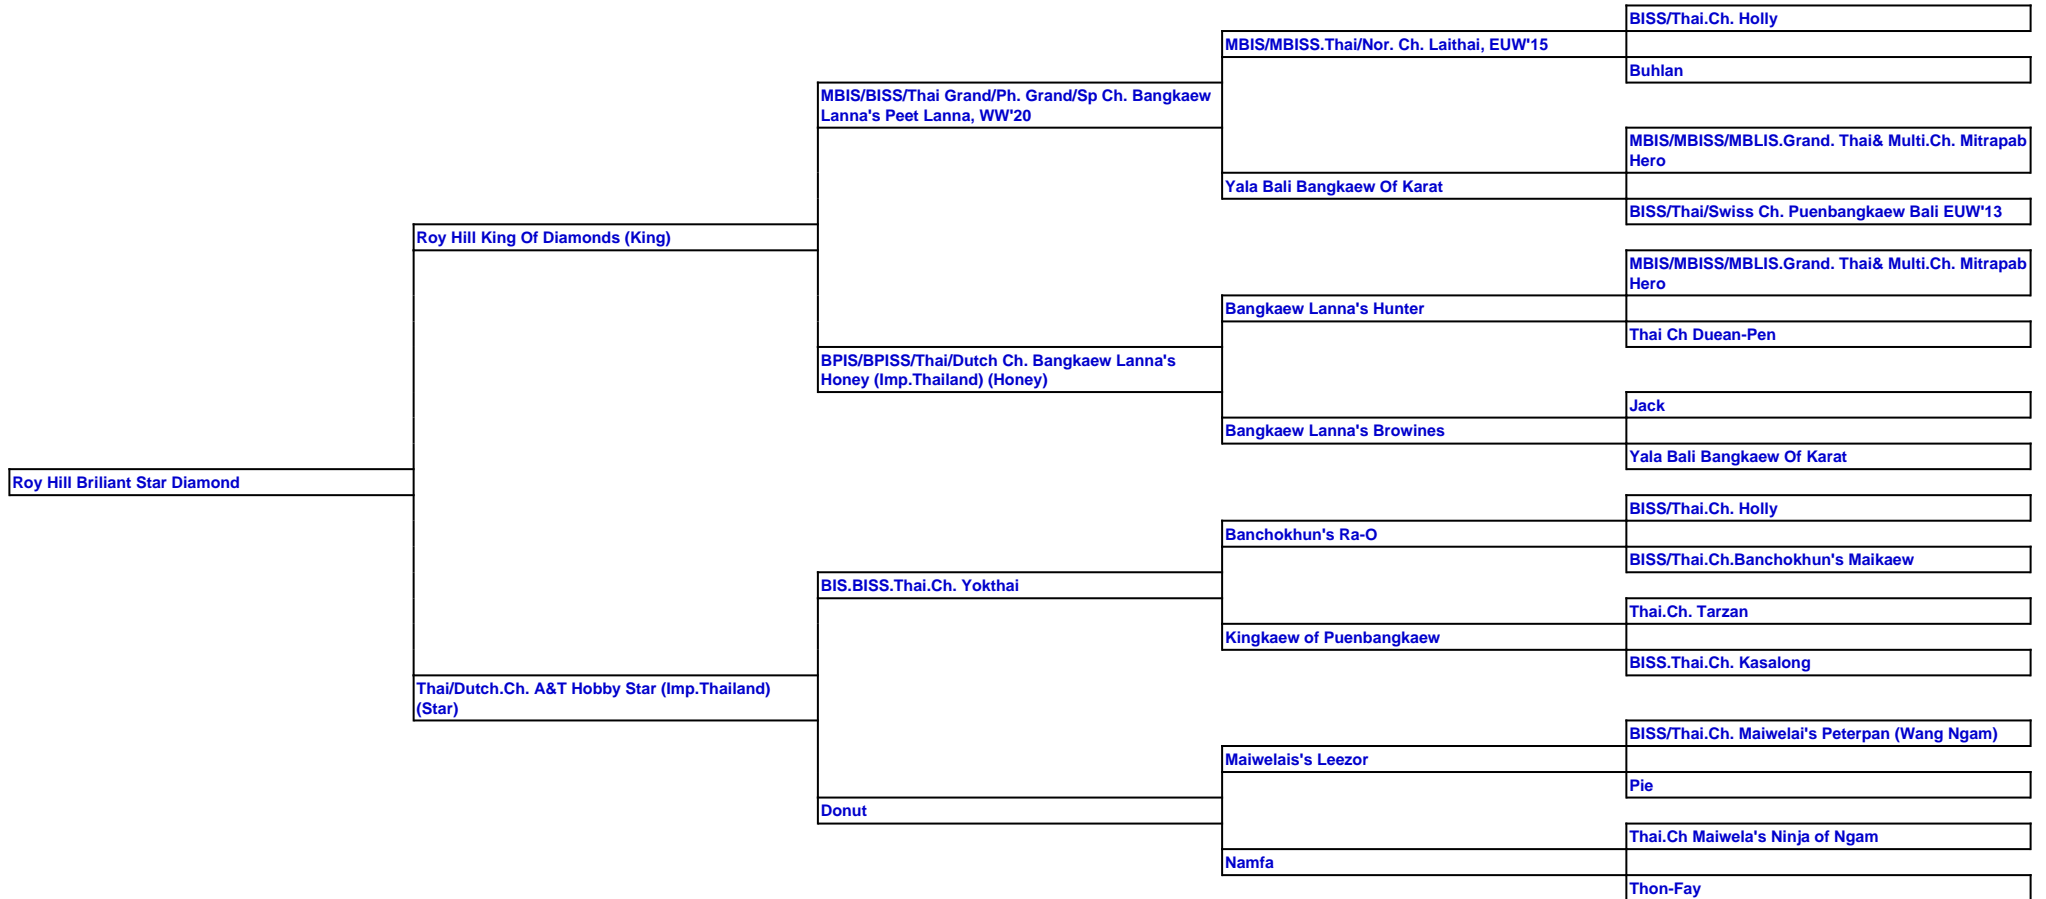 BISS/Thai.Ch. Holly
MBIS/MBISS.Thai/Nor. Ch. Laithai, EUW'15
Buhlan
MBIS/BISS/Thai Grand/Ph. Grand/Sp Ch. Bangkaew
Lanna's Peet Lanna, WW'20
MBIS/MBISS/MBLIS.Grand. Thai& Multi.Ch. Mitrapab
Hero
Yala Bali Bangkaew Of Karat
BISS/Thai/Swiss Ch. Puenbangkaew Bali EUW'13
Roy Hill King Of Diamonds (King)
MBIS/MBISS/MBLIS.Grand. Thai& Multi.Ch. Mitrapab
Hero
Bangkaew Lanna's Hunter
Thai Ch Duean-Pen
BPIS/BPISS/Thai/Dutch Ch. Bangkaew Lanna's
Honey (Imp.Thailand) (Honey)
Jack
Bangkaew Lanna's Browines
Yala Bali Bangkaew Of Karat
Roy Hill Briliant Star Diamond
BISS/Thai.Ch. Holly
Banchokhun's Ra-O
BISS/Thai.Ch.Banchokhun's Maikaew
BIS.BISS.Thai.Ch. Yokthai
Thai.Ch. Tarzan
Kingkaew of Puenbangkaew
BISS.Thai.Ch. Kasalong
Thai/Dutch.Ch. A&T Hobby Star (Imp.Thailand)
(Star)
BISS/Thai.Ch. Maiwelai's Peterpan (Wang Ngam)
Maiwelais's Leezor
Pie
Donut
Thai.Ch Maiwela's Ninja of Ngam
Namfa
Thon-Fay